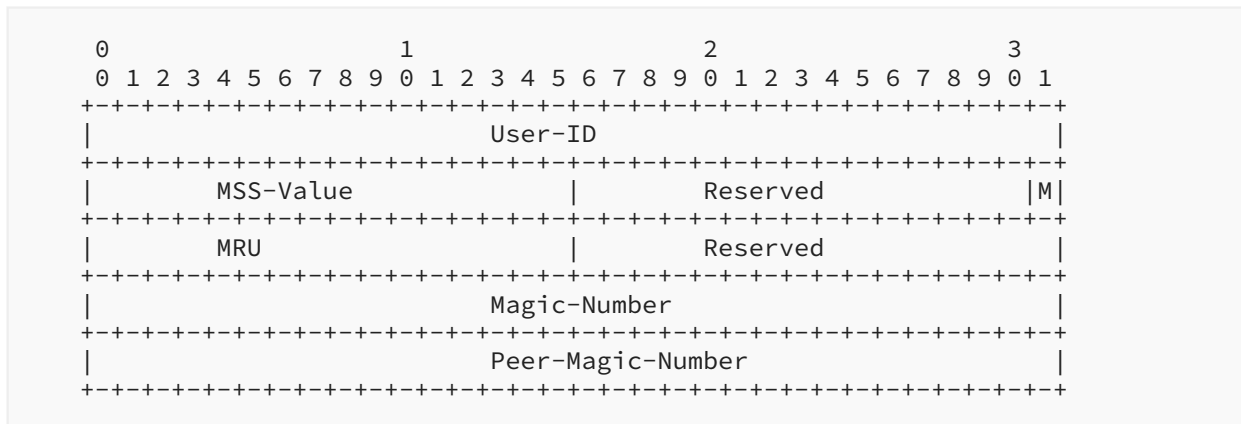 0                   1                   2                   3
 0 1 2 3 4 5 6 7 8 9 0 1 2 3 4 5 6 7 8 9 0 1 2 3 4 5 6 7 8 9 0 1
+-+-+-+-+-+-+-+-+-+-+-+-+-+-+-+-+-+-+-+-+-+-+-+-+-+-+-+-+-+-+-+-+
|                          User-ID                              |
+-+-+-+-+-+-+-+-+-+-+-+-+-+-+-+-+-+-+-+-+-+-+-+-+-+-+-+-+-+-+-+-+
|        MSS-Value              |        Reserved             |M|
+-+-+-+-+-+-+-+-+-+-+-+-+-+-+-+-+-+-+-+-+-+-+-+-+-+-+-+-+-+-+-+-+
|        MRU                    |        Reserved               |
+-+-+-+-+-+-+-+-+-+-+-+-+-+-+-+-+-+-+-+-+-+-+-+-+-+-+-+-+-+-+-+-+
|                          Magic-Number                         |
+-+-+-+-+-+-+-+-+-+-+-+-+-+-+-+-+-+-+-+-+-+-+-+-+-+-+-+-+-+-+-+-+
|                          Peer-Magic-Number                    |
+-+-+-+-+-+-+-+-+-+-+-+-+-+-+-+-+-+-+-+-+-+-+-+-+-+-+-+-+-+-+-+-+